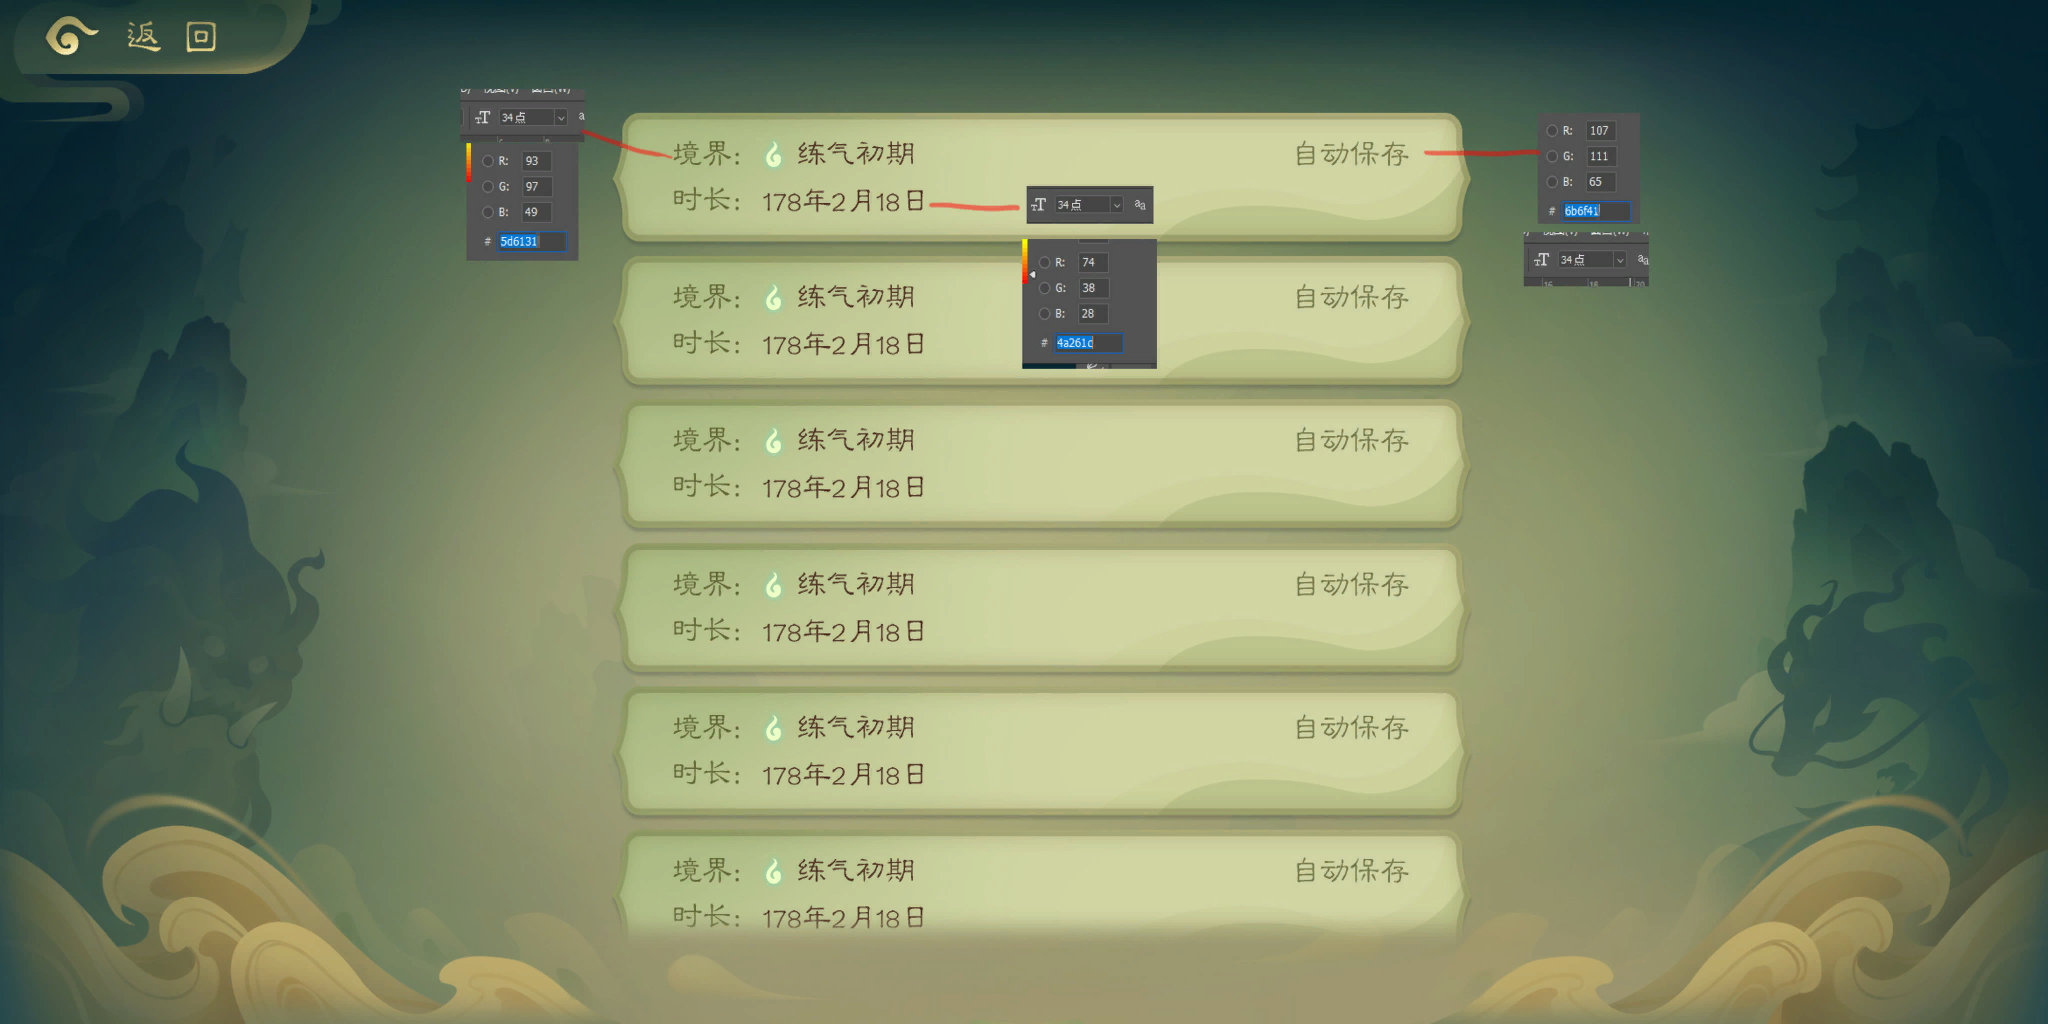 返回
34点
a
R: 93
G: 97
B: 49
# 5d6131
境界: 练气初期
自动保存
时长: 178年2月18日
34点
aa
R: 74
G: 38
B: 28
# 4a261c
R: 107
G: 111
B: 65
# 6b6f41
34点
aa
境界: 练气初期
自动保存
时长: 178年2月18日
境界: 练气初期
自动保存
时长: 178年2月18日
境界: 练气初期
自动保存
时长: 178年2月18日
境界: 练气初期
自动保存
时长: 178年2月18日
境界: 练气初期
自动保存
时长: 178年2月18日